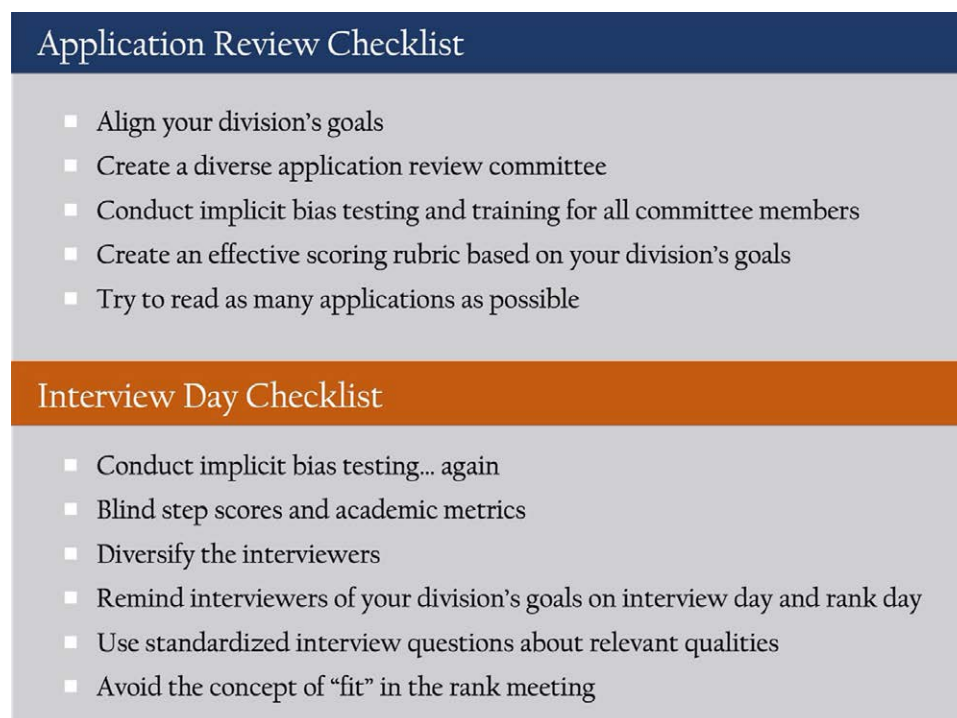 Application Review Checklist
Align your division's goals
Create a diverse application review committee
Conduct implicit bias testing and training for all committee members
Create an effective scoring rubric based on your division's goals
Try to read as many applications as possible
Interview Day Checklist
Conduct implicit bias testing... again
Blind step scores and academic metrics
Diversify the interviewers
Remind interviewers of your division's goals on interview day and rank day
Use standardized interview questions about relevant qualities
Avoid the concept of “fit” in the rank meeting